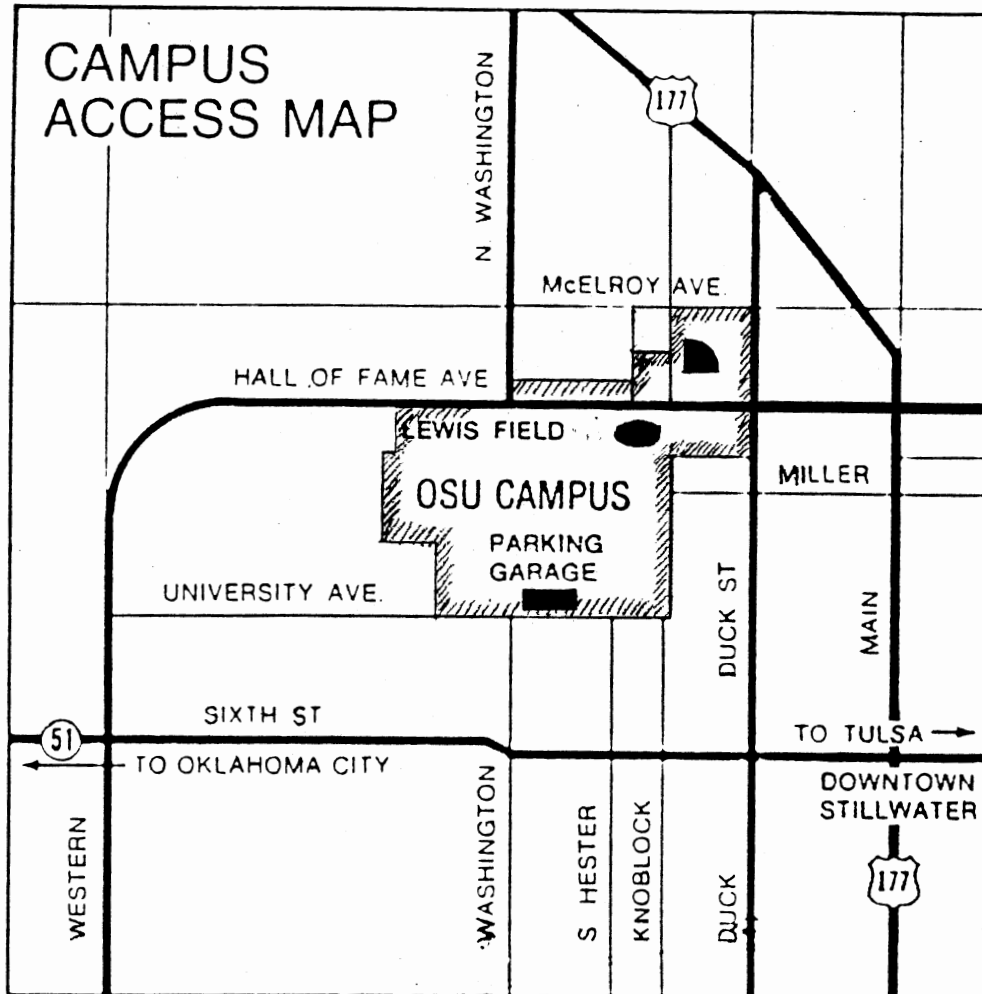 CAMPUS
ACCESS MAP
177
N. WASHINGTON
McELROY AVE.
HALL OF FAME AVE
LEWIS FIELD
MILLER
OSU CAMPUS
PARKING
GARAGE
UNIVERSITY AVE.
DUCK ST
MAIN
SIXTH ST
51
TO TULSA
TO OKLAHOMA CITY
DOWNTOWN
STILLWATER
WESTERN
WASHINGTON
S HESTER
KNOBLOCK
DUCK
177